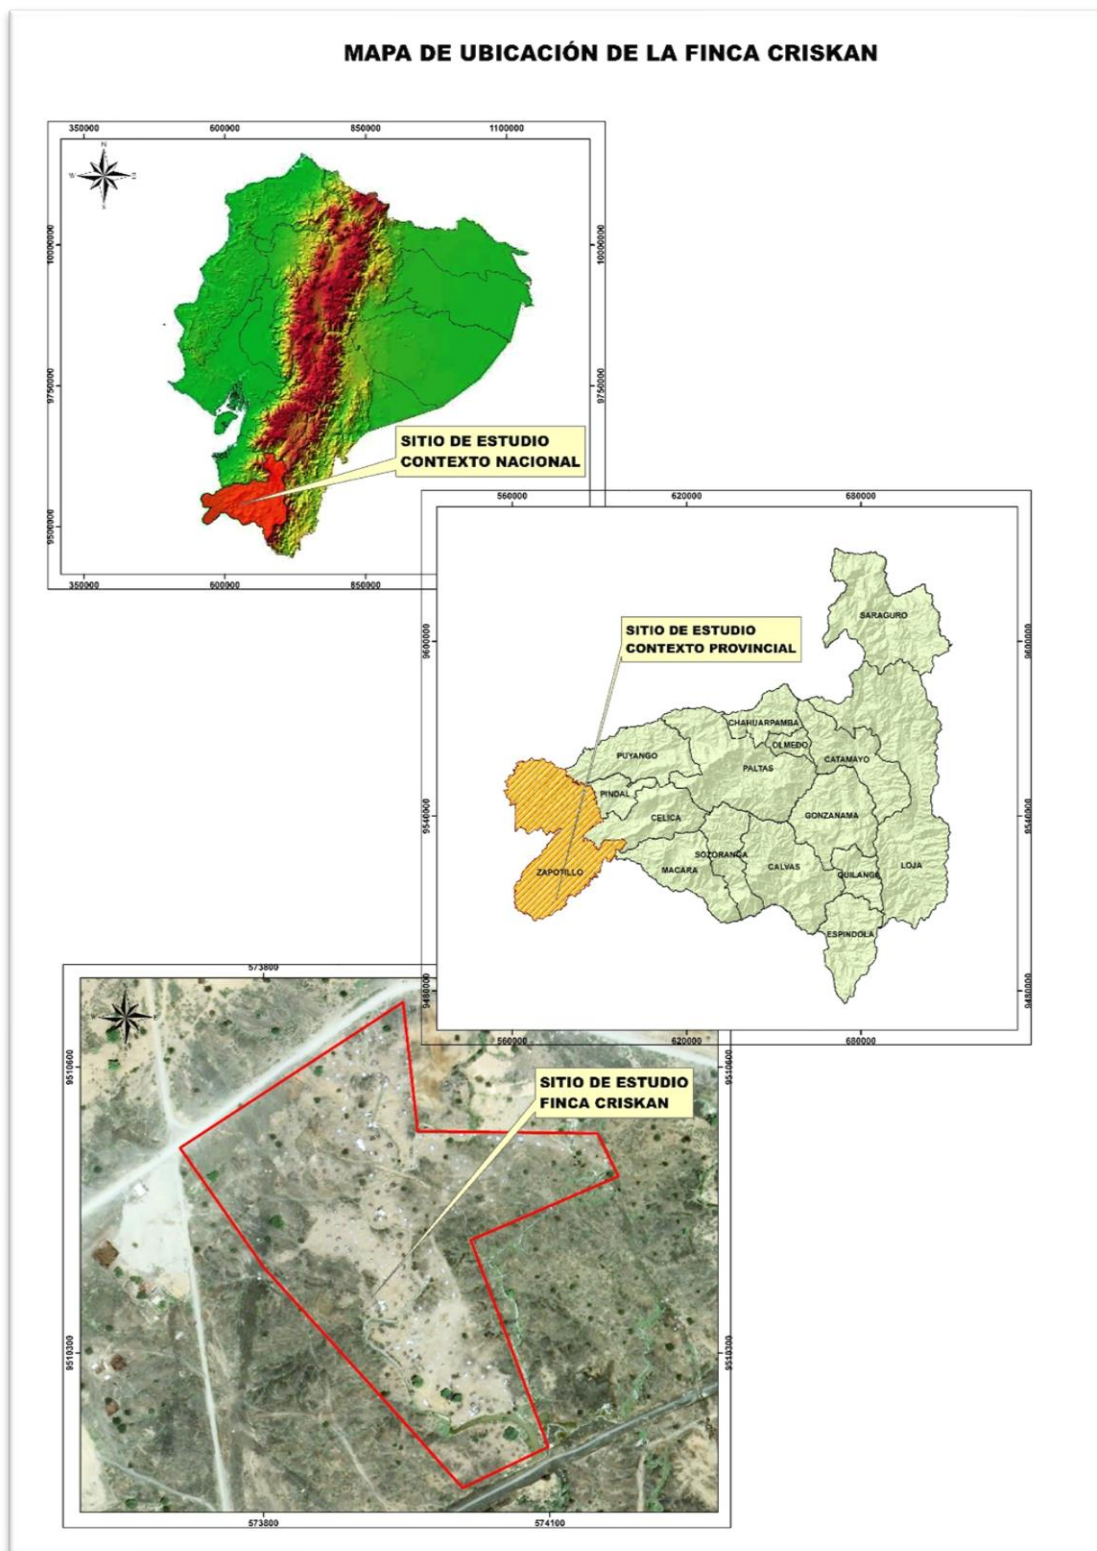 MAPA DE UBICACIÓN DE LA FINCA CRISKAN
350000 600000 850000 1100000
N
W E
S
10000000 10000000
9750000 9750000
9500000
SITIO DE ESTUDIO
CONTEXTO NACIONAL
350000 600000 850000
560000 620000 680000
SARAGURO
SITIO DE ESTUDIO
CONTEXTO PROVINCIAL
9600000 9600000
CHAHUARPAMBA
OLMEDO
PUYANGO
CATAMAYO
PALTAS
PINDAL
CELICA
GONZANAMA
9540000 9540000
SOZORANGA
MACARA
CALVAS
LOJA
ZAPOTILLO
QUILANGA
ESPINDOLA
9480000 9480000
560000 620000 680000
573800
9510600 9510600
SITIO DE ESTUDIO
FINCA CRISKAN
9510300 9510300
573800 574100